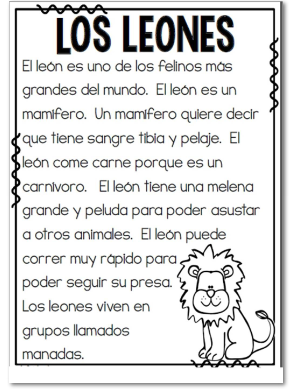 LOS LEONES
El león es uno de los felinos más
grandes del mundo. El león es un
mamífero. Un mamífero quiere decir
que tiene sangre tibia y pelaje. El
león come carne porque es un
carnívoro. El león tiene una melena
grande y peluda para poder asustar
a otros animales. El león puede
correr muy rápido para
poder seguir su presa.
Los leones viven en
grupos llamados
manadas.